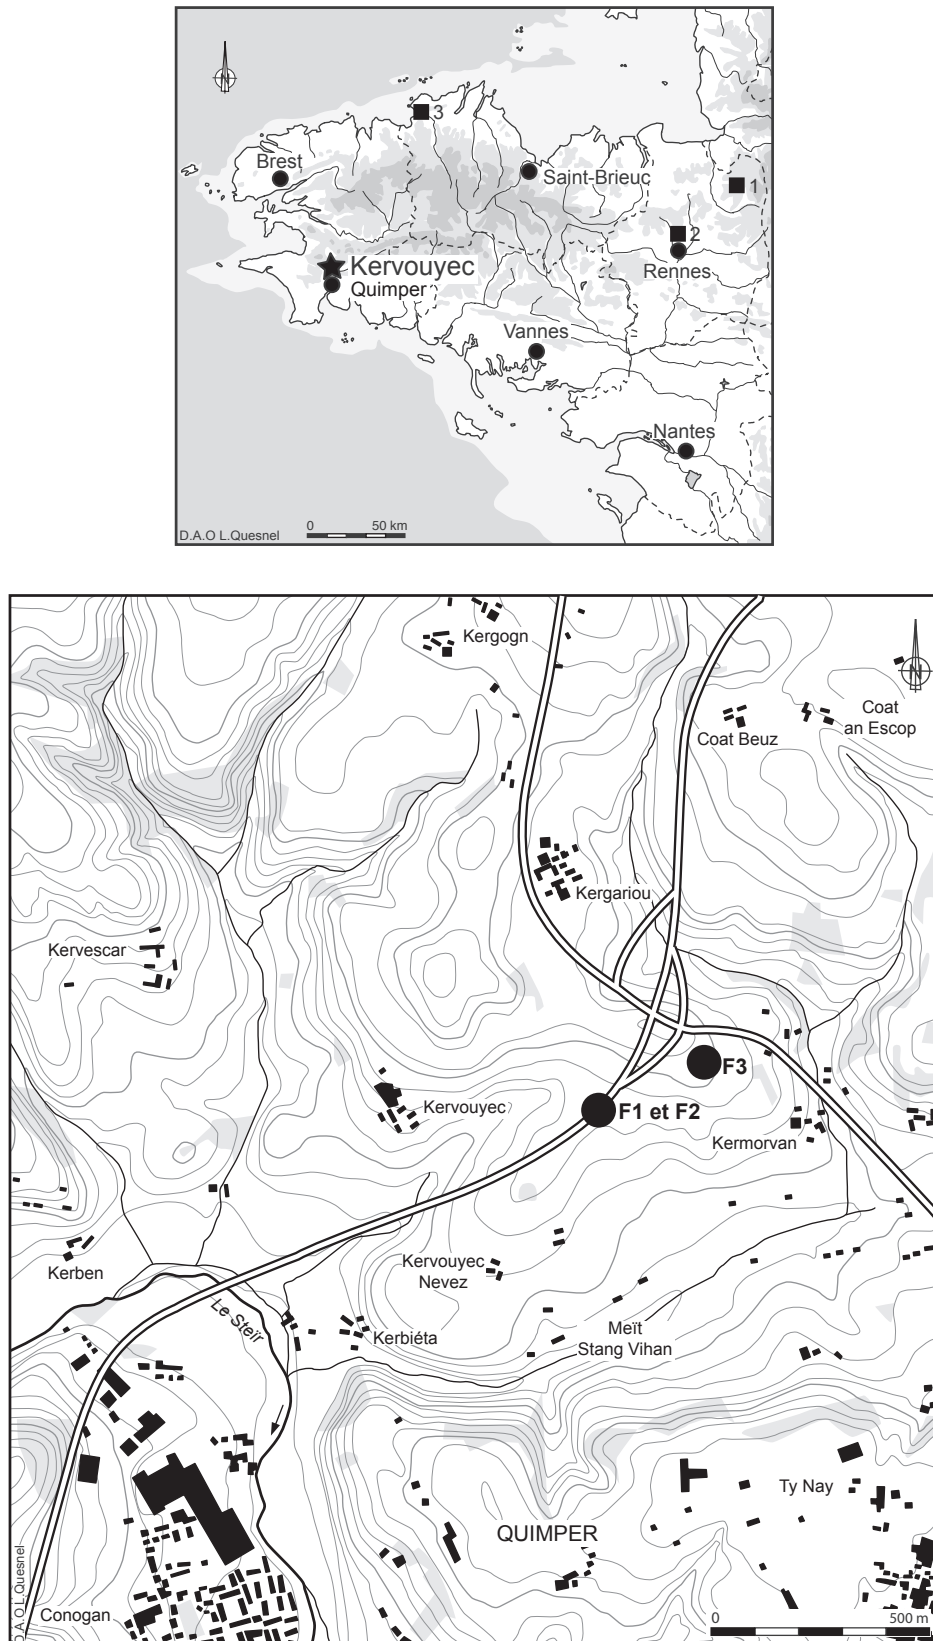 N
3
Brest
Saint-Brieuc
1
2
Rennes
Kervouyec
Quimper
Vannes
Nantes
0 50 km
D.A.O L.Quesnel
Kergogn
N
Coat
an Escop
Coat Beuz
Kergariou
Kervescar
F3
Kervouyec
F1 et F2
Kermorvan
Kervouyec
Nevez
Kerben
Le Steïr
Kerbiéta
Meït
Stang Vihan
Ty Nay
QUIMPER
D.A.O L.Quesnel
Conogan
0 500 m